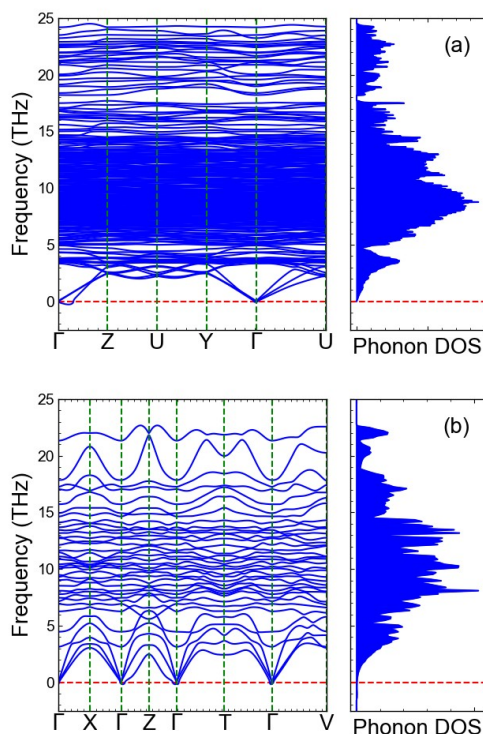 25
20
15
10
5
0
Frequency (THz)
Γ Z U Y Γ U
(a)
Phonon DOS
25
20
15
10
5
0
Frequency (THz)
Γ X Γ Z Γ T Γ V
(b)
Phonon DOS